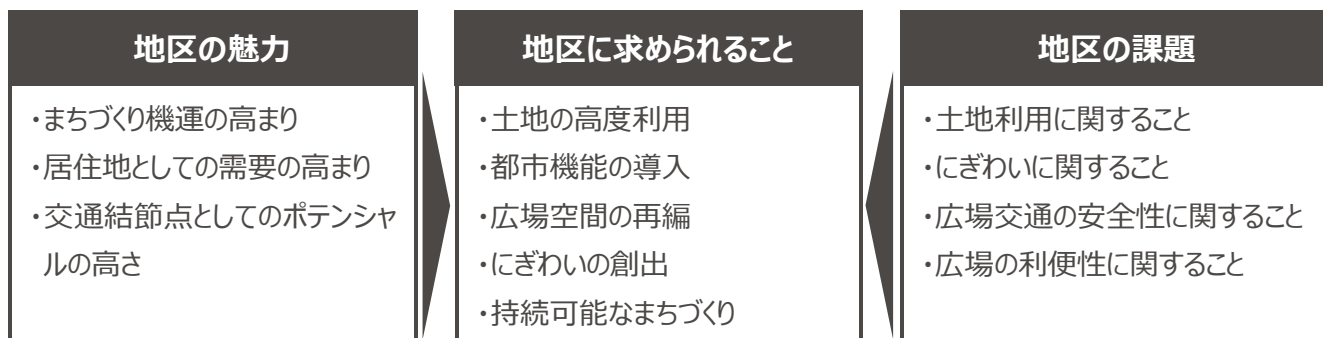 地区の魅力
・まちづくり機運の高まり
・居住地としての需要の高まり
・交通結節点としてのポテンシャ
ルの高さ
地区に求められること
・土地の高度利用
・都市機能の導入
・広場空間の再編
・にぎわいの創出
・持続可能なまちづくり
地区の課題
・土地利用に関すること
・にぎわいに関すること
・広場交通の安全性に関すること
・広場の利便性に関すること